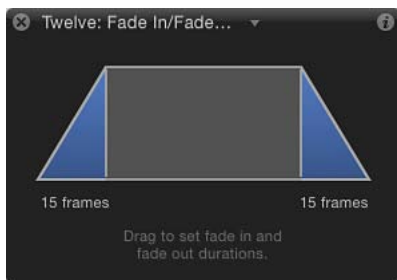 Twelve: Fade In/Fade...
15 frames 15 frames
Drag to set fade in and
fade out durations.